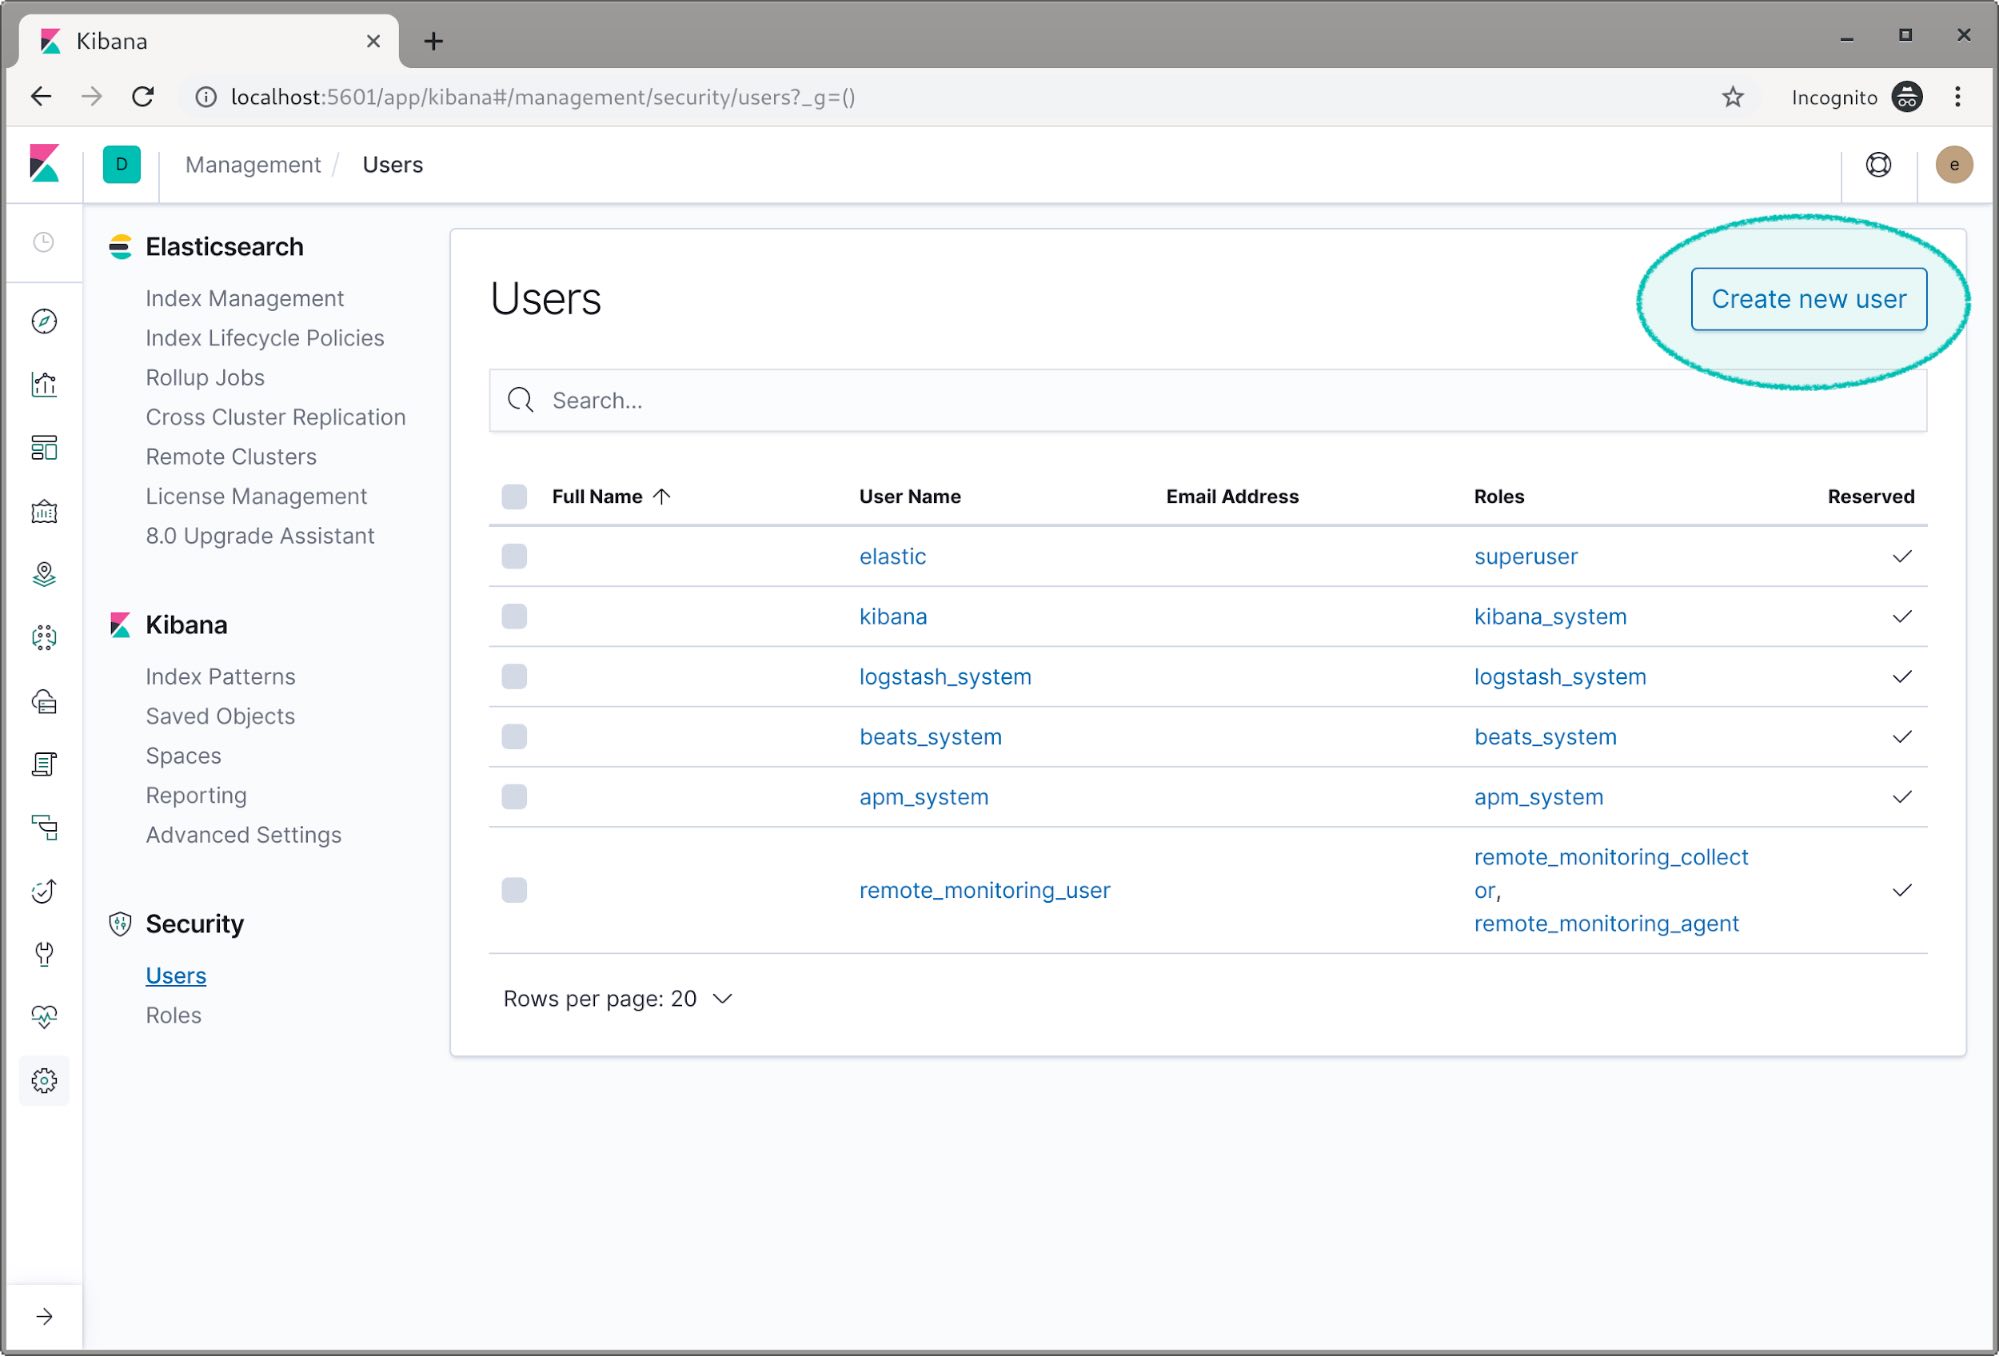 Kibana
localhost:5601/app/kibana#/management/security/users?_g=()
Incognito
D
Management / Users
e
Elasticsearch
Index Management
Index Lifecycle Policies
Rollup Jobs
Cross Cluster Replication
Remote Clusters
License Management
8.0 Upgrade Assistant
Kibana
Index Patterns
Saved Objects
Spaces
Reporting
Advanced Settings
Security
Users
Roles
Users
Create new user
Search...
Full Name User Name Email Address Roles Reserved
elastic superuser
kibana kibana_system
logstash_system logstash_system
beats_system beats_system
apm_system apm_system
remote_monitoring_user remote_monitoring_collect
or,
remote_monitoring_agent
Rows per page: 20